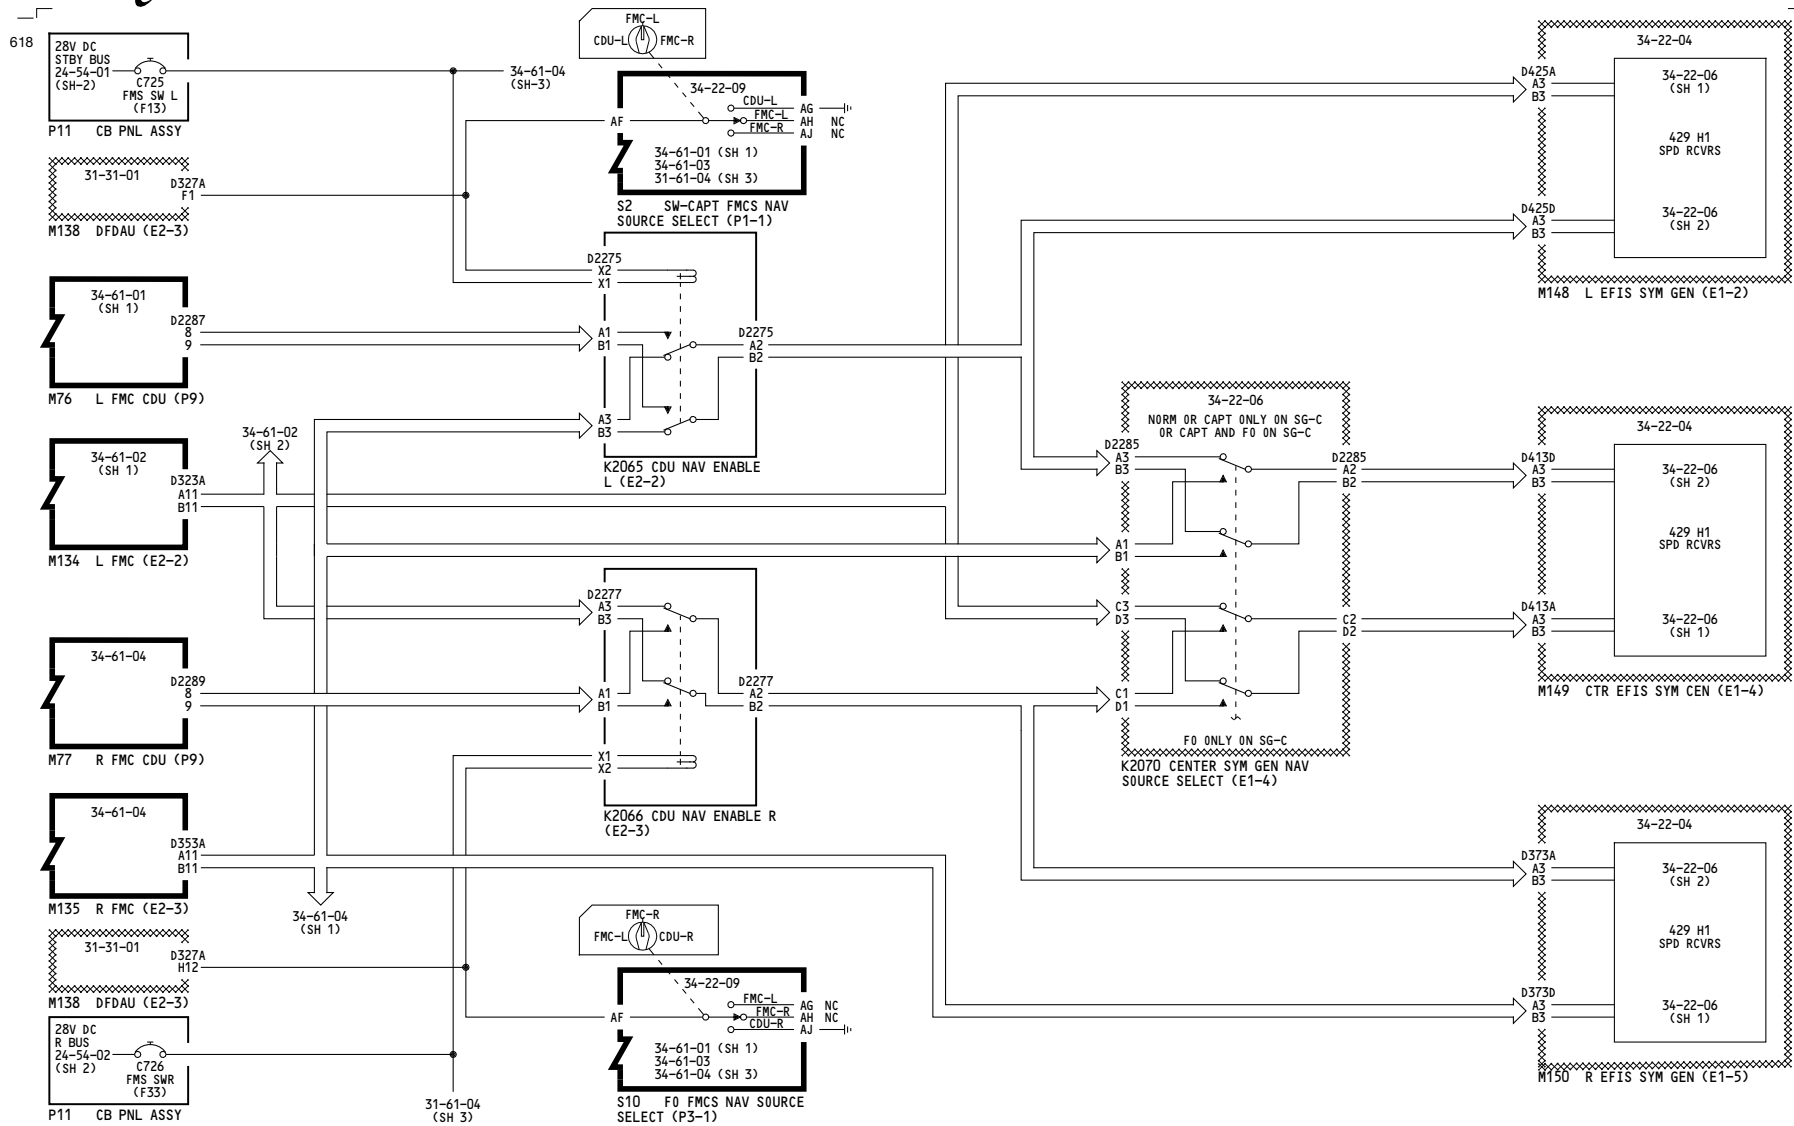 618
28V DC
STBY BUS
24-54-01
(SH-2)
C725
FMS SW L
(F13)
P11 CB PNL ASSY
34-61-04
(SH-3)
31-31-01
D327A
F1
M138 DFDAU (E2-3)
34-61-01
(SH 1)
D2287
8
9
M76 L FMC CDU (P9)
34-61-02
(SH 2)
34-61-02
(SH 1)
D323A
A11
B11
M134 L FMC (E2-2)
34-61-04
D2289
8
9
M77 R FMC CDU (P9)
34-61-04
D353A
A11
B11
M135 R FMC (E2-3)
34-61-04
(SH 1)
31-31-01
D327A
H12
M138 DFDAU (E2-3)
28V DC
R BUS
24-54-02
(SH 2)
C726
FMS SWR
(F33)
P11 CB PNL ASSY
31-61-04
(SH 3)
FMC-L
CDU-L FMC-R
34-22-09
CDU-L AG
AF FMC-L AH NC
FMC-R AJ NC
34-61-01 (SH 1)
34-61-03
31-61-04 (SH 3)
S2 SW-CAPT FMCS NAV
SOURCE SELECT (P1-1)
D2275
X2
X1
A1
B1
D2275
A2
B2
A3
B3
K2065 CDU NAV ENABLE
L (E2-2)
D2277
A3
B3
A1
B1
D2277
A2
B2
X1
X2
K2066 CDU NAV ENABLE R
(E2-3)
FMC-R
FMC-L CDU-R
34-22-09
FMC-L AG NC
AF FMC-R AH NC
CDU-R AJ
34-61-01 (SH 1)
34-61-03
34-61-04 (SH 3)
S10 FO FMCS NAV SOURCE
SELECT (P3-1)
34-22-06
NORM OR CAPT ONLY ON SG-C
OR CAPT AND FO ON SG-C
D2285
A3
B3
D2285
A2
B2
A1
B1
C3
D3
C2
D2
C1
D1
FO ONLY ON SG-C
K2070 CENTER SYM GEN NAV
SOURCE SELECT (E1-4)
34-22-04
D425A
A3
B3
34-22-06
(SH 1)
429 H1
SPD RCVRS
D425D
A3
B3
34-22-06
(SH 2)
M148 L EFIS SYM GEN (E1-2)
34-22-04
D413D
A3
B3
34-22-06
(SH 2)
429 H1
SPD RCVRS
D413A
A3
B3
34-22-06
(SH 1)
M149 CTR EFIS SYM CEN (E1-4)
34-22-04
D373A
A3
B3
34-22-06
(SH 2)
429 H1
SPD RCVRS
D373D
A3
B3
34-22-06
(SH 1)
M150 R EFIS SYM GEN (E1-5)